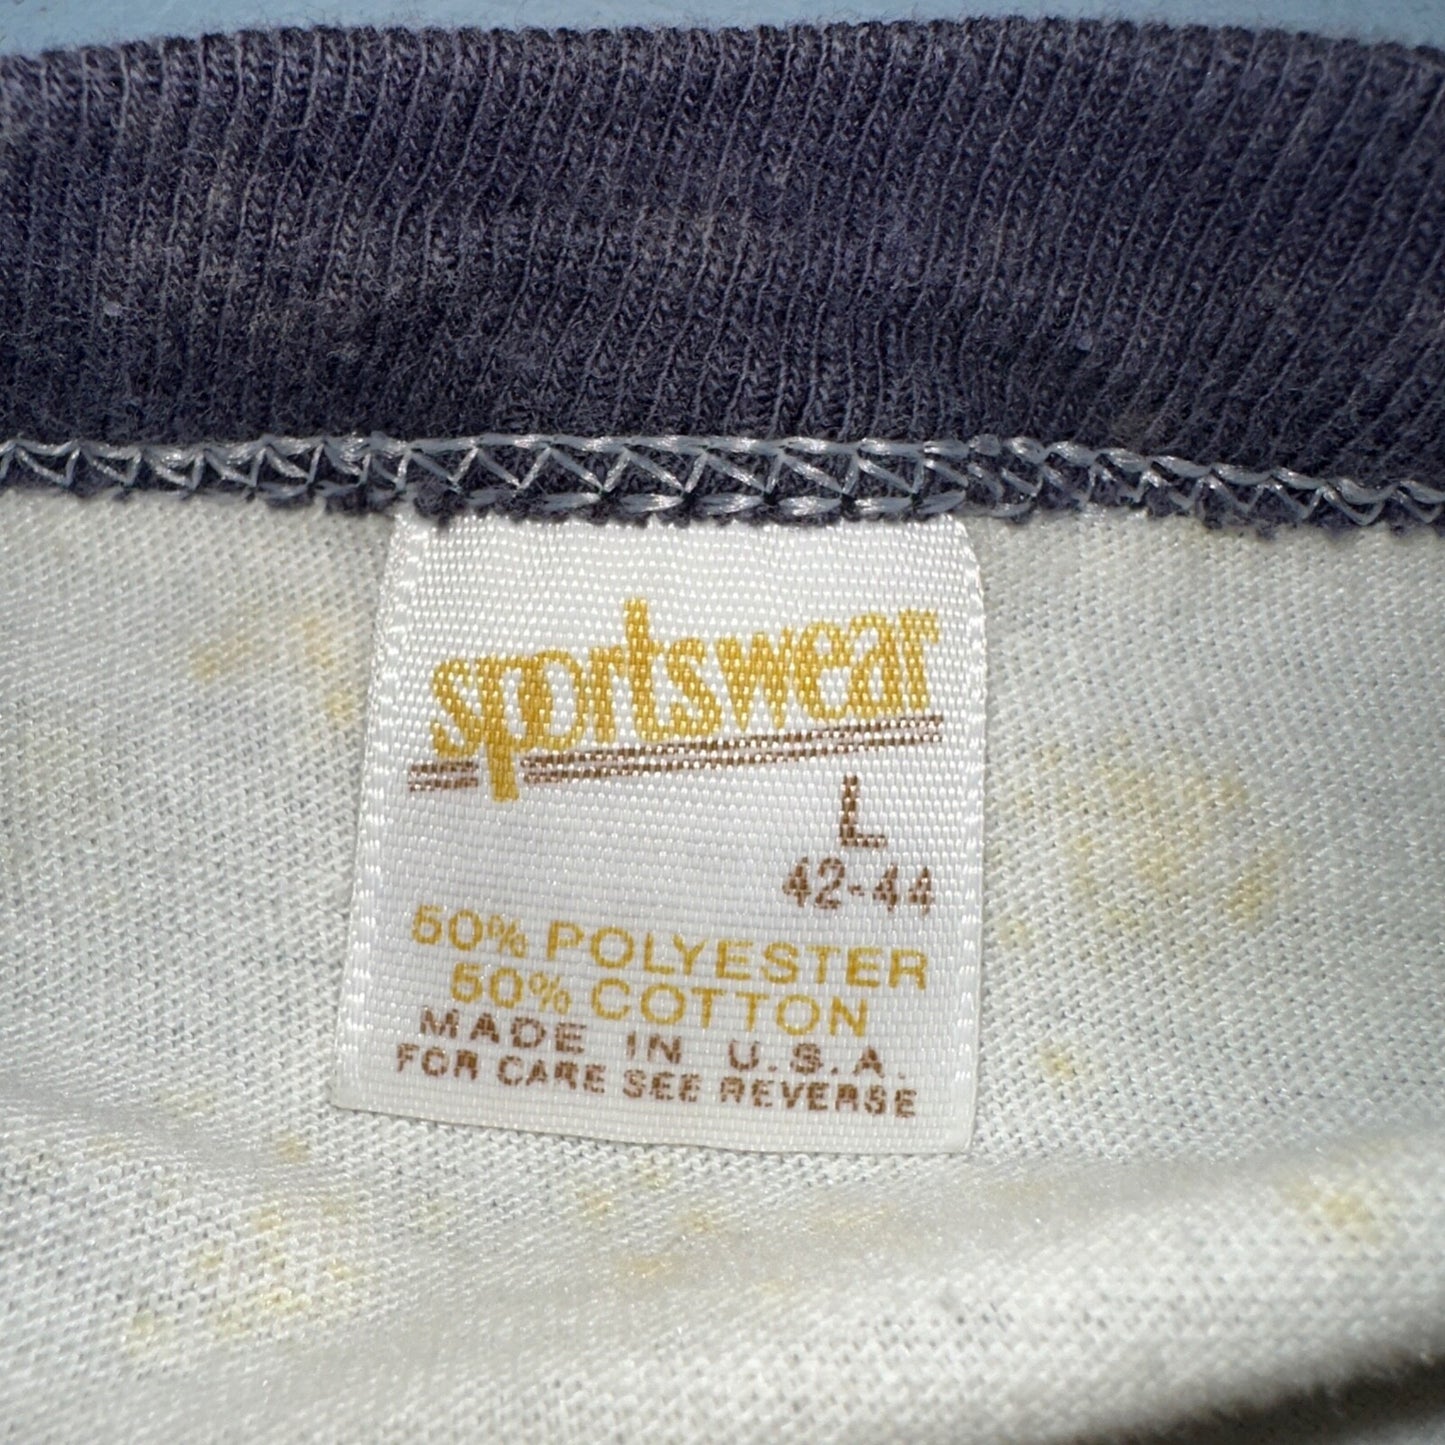 sportswear
L
42-44
50% POLYESTER
50% COTTON
MADE IN U.S.A.
FOR CARE SEE REVERSE